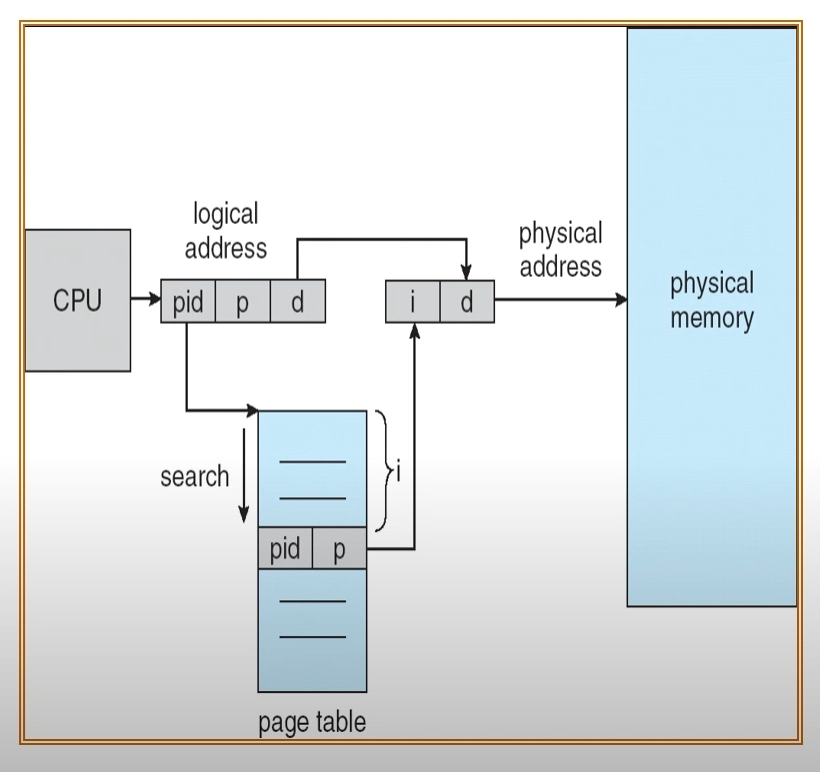 logical
address
physical
address
CPU
pid
p
d
i
d
physical
memory
search
i
pid
p
page table